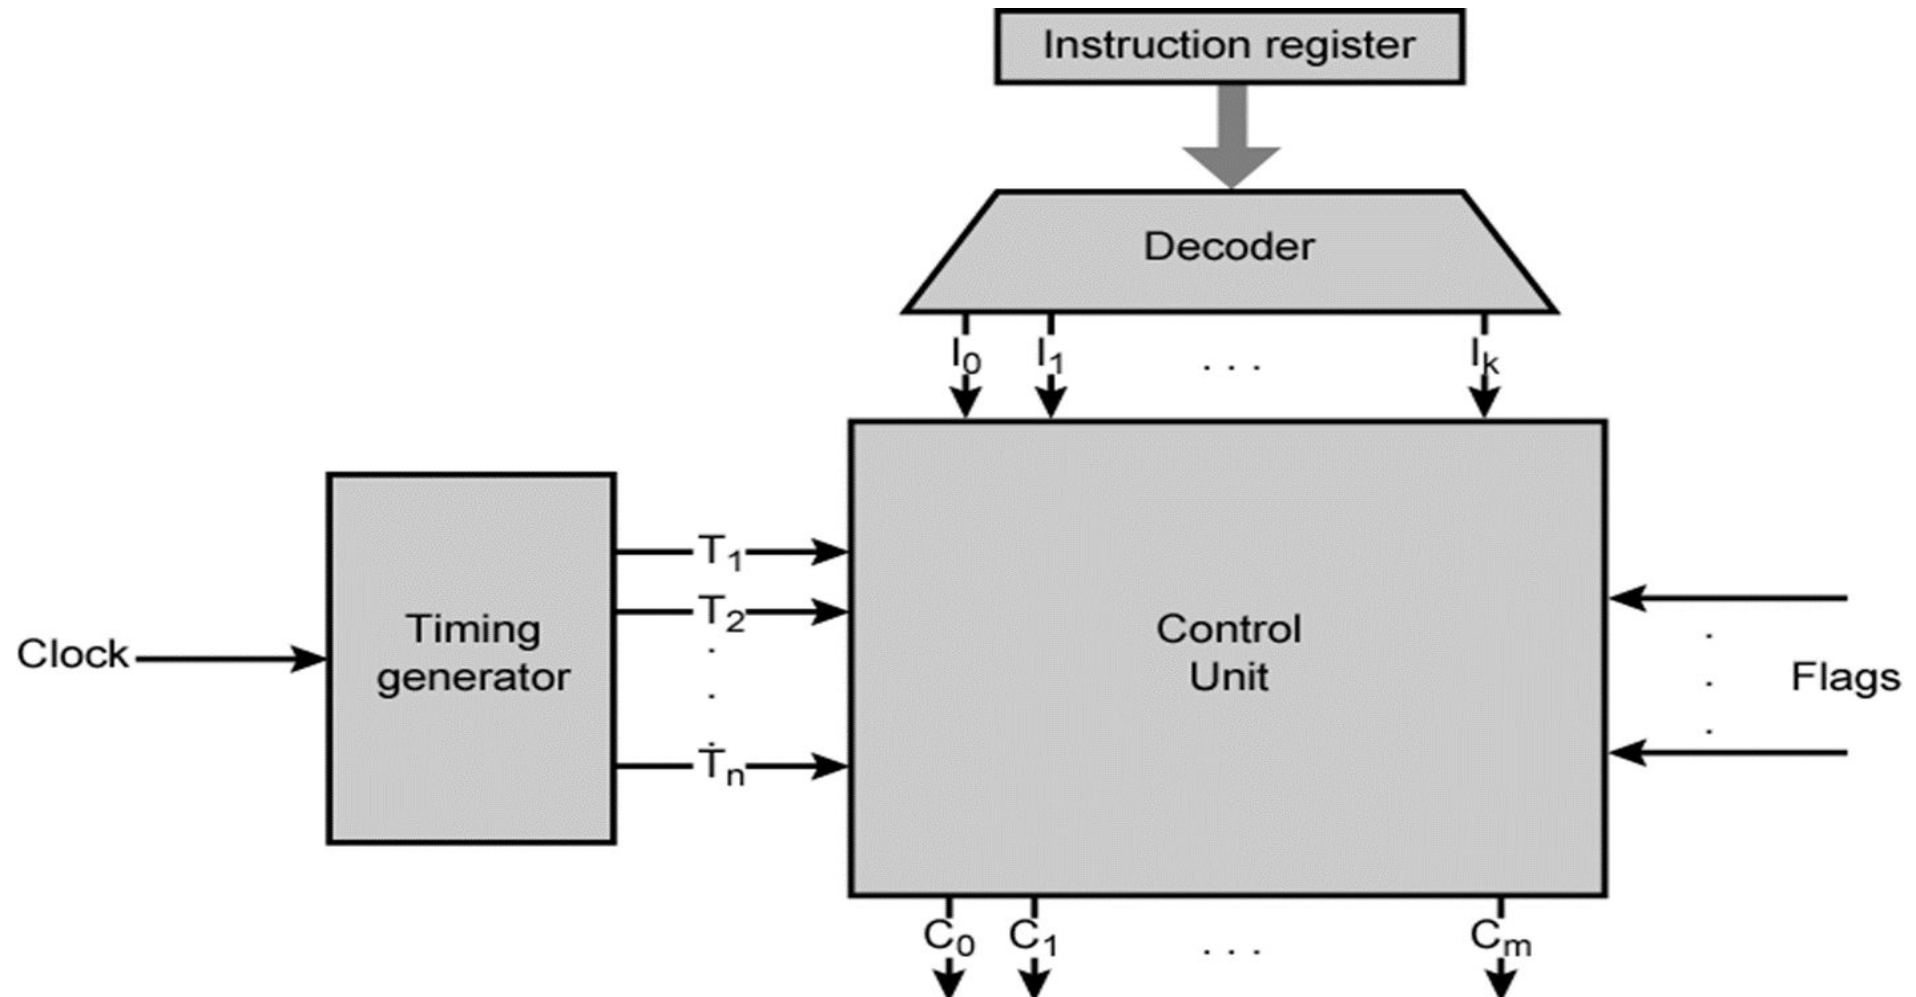 Instruction register
Decoder
I0 I1 . . . Ik
T1
T2
.
.
.
Tn
Clock
Timing
generator
Control
Unit
.
.
.
Flags
C0 C1 . . . Cm